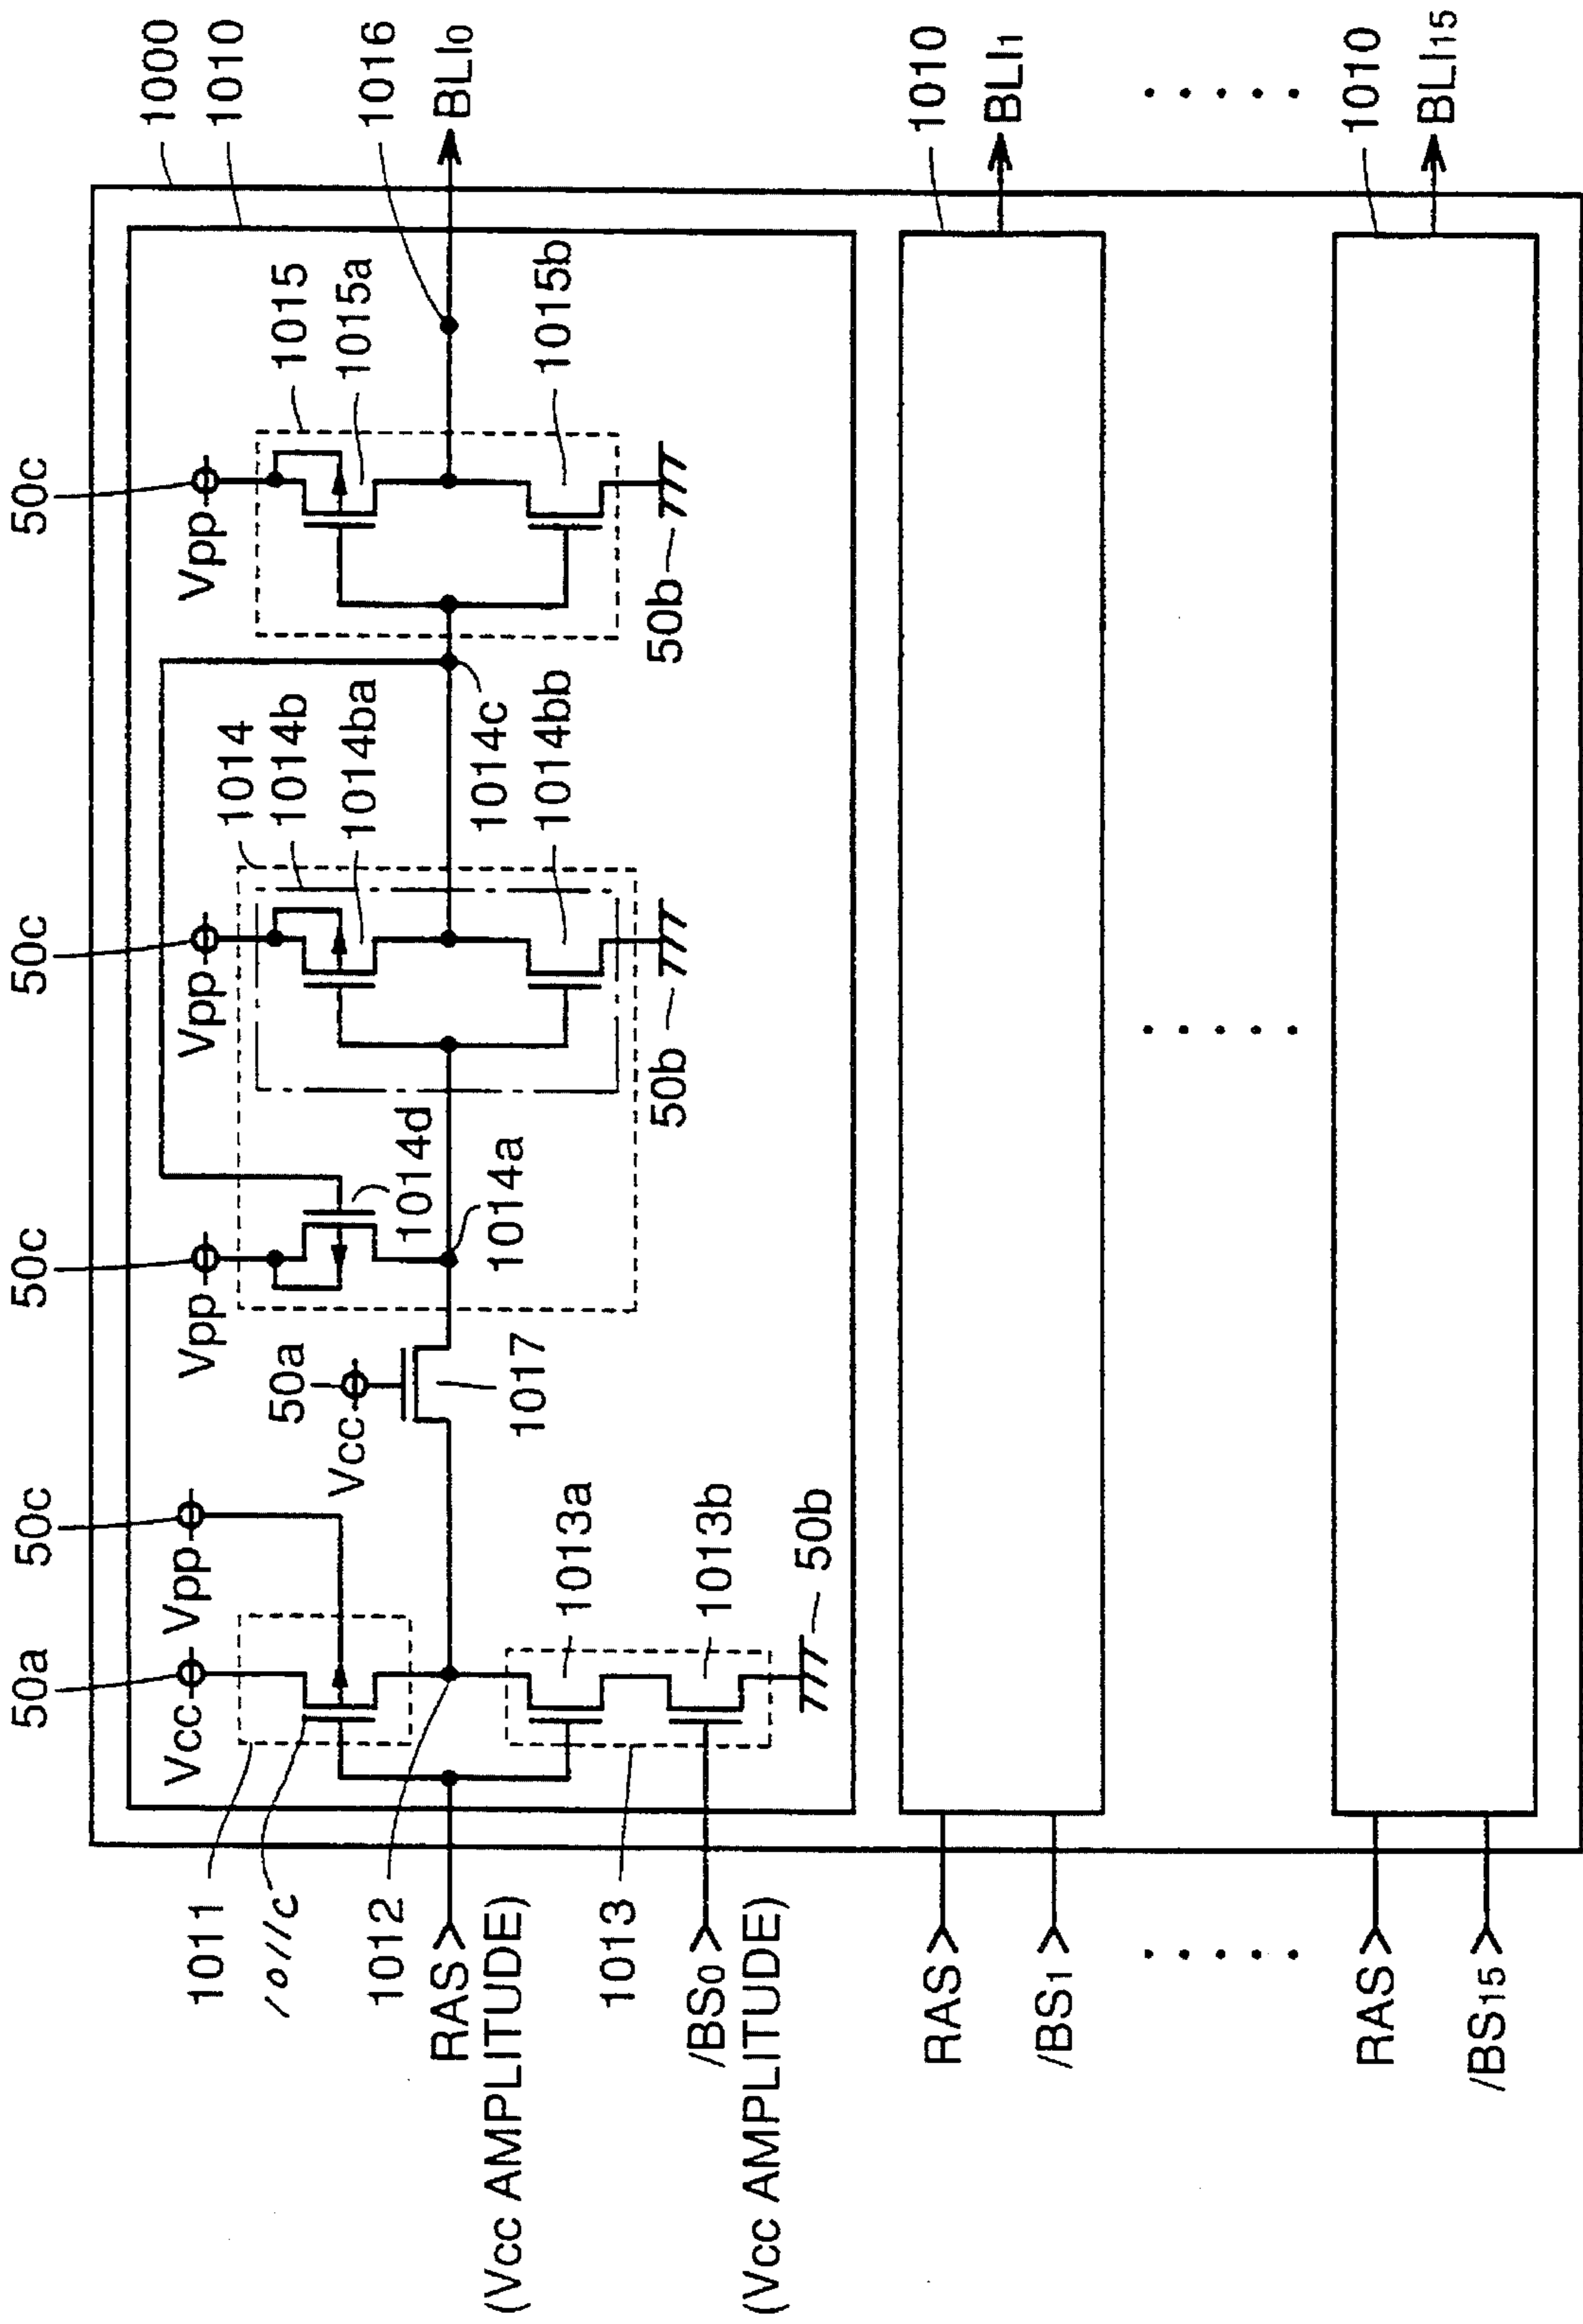 1000
1010
50c
50c
50c
50c
50a
Vpp
Vpp
Vpp
Vpp
Vcc
1015
1015a
1016
BLI0
1015b
50b
1014
1014b
1014ba
1014c
1014bb
50b
1014d
1014a
50a
Vcc
1017
1013a
1013b
50b
1011
1011c
1012
RAS
(Vcc AMPLITUDE)
1013
/BS0
(Vcc AMPLITUDE)
1010
BLI1
RAS
/BS1
1010
BLI15
RAS
/BS15